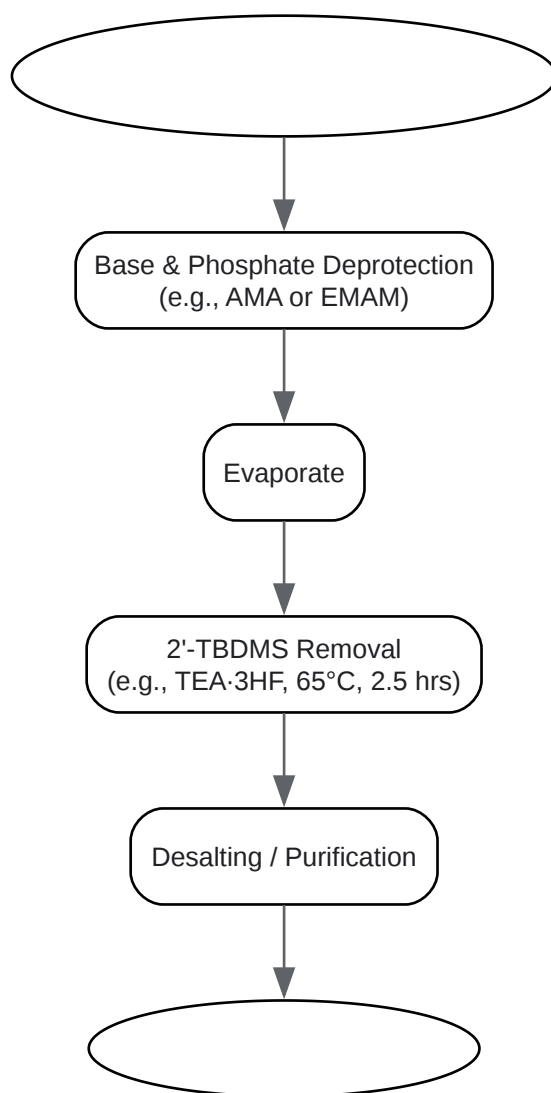 Base & Phosphate Deprotection
(e.g., AMA or EMAM)
Evaporate
2'-TBDMS Removal
(e.g., TEA·3HF, 65°C, 2.5 hrs)
Desalting / Purification